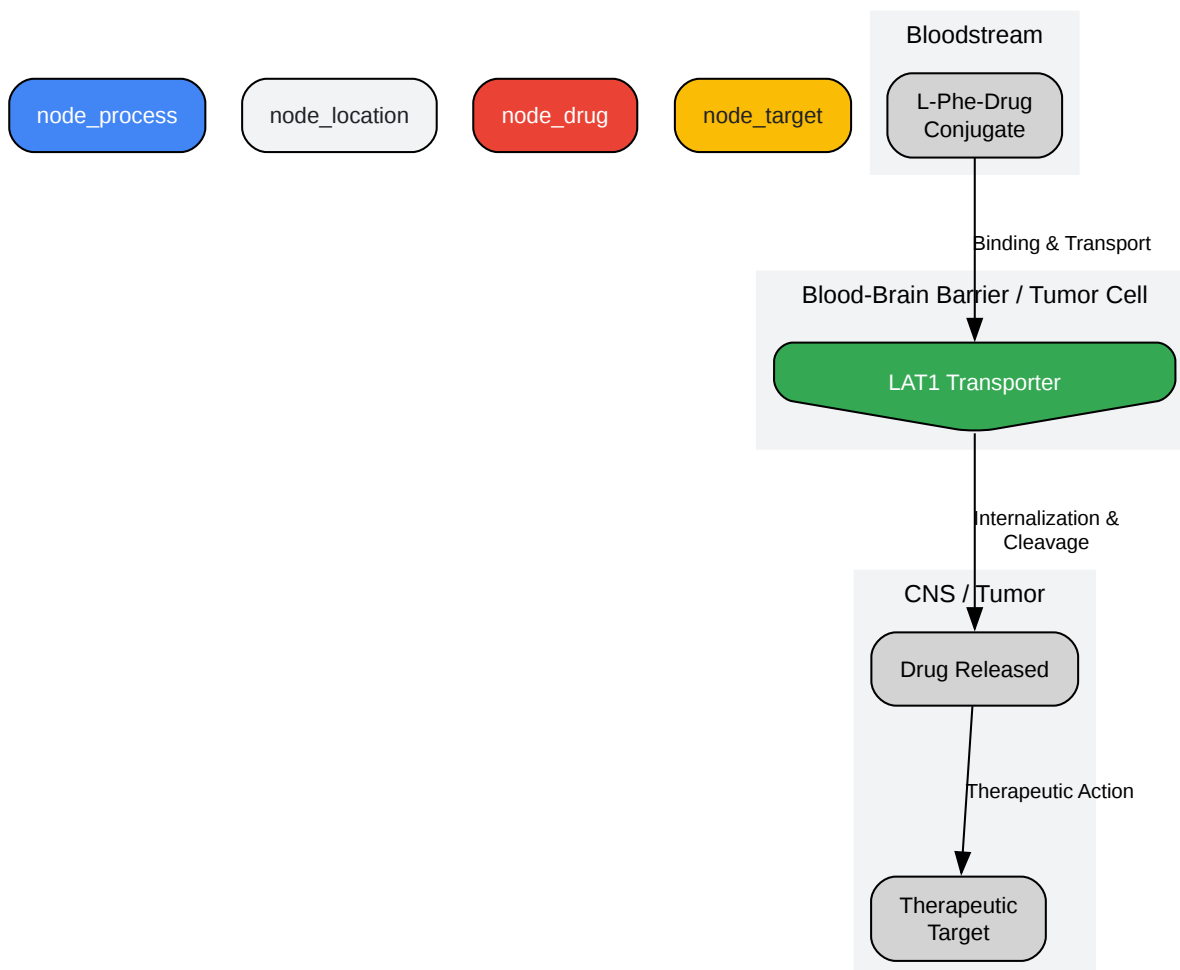 Bloodstream
node_process
node_location
node_drug
node_target
L-Phe-Drug
Conjugate
Binding & Transport
Blood-Brain Barrier / Tumor Cell
LAT1 Transporter
Internalization &
Cleavage
CNS / Tumor
Drug Released
Therapeutic Action
Therapeutic
Target